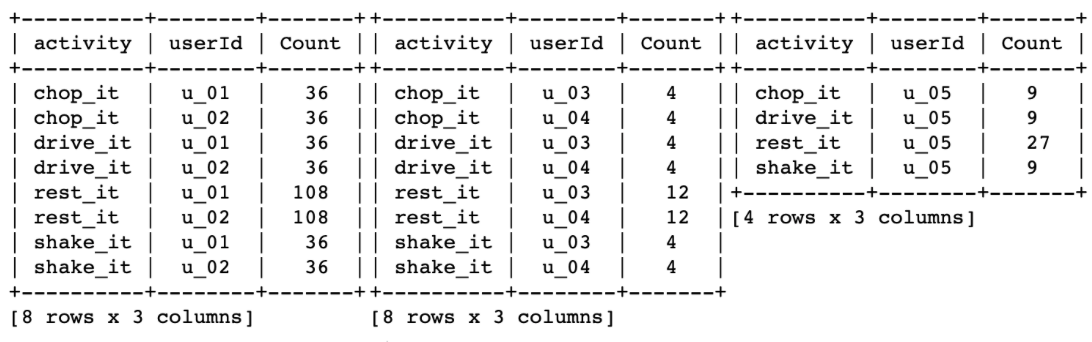 +----------+--------+-------++----------+--------+-------++----------+--------+-------+
| activity | userId | Count || activity | userId | Count || activity | userId | Count |
+----------+--------+-------++----------+--------+-------++----------+--------+-------+
| chop_it | u_01 | 36 || chop_it | u_03 | 4 || chop_it | u_05 | 9 |
| chop_it | u_02 | 36 || chop_it | u_04 | 4 || drive_it | u_05 | 9 |
| drive_it | u_01 | 36 || drive_it | u_03 | 4 || rest_it | u_05 | 27 |
| drive_it | u_02 | 36 || drive_it | u_04 | 4 || shake_it | u_05 | 9 |
| rest_it | u_01 | 108 || rest_it | u_03 | 12 |+----------+--------+-------+
| rest_it | u_02 | 108 || rest_it | u_04 | 12 |[4 rows x 3 columns]
| shake_it | u_01 | 36 || shake_it | u_03 | 4 |
| shake_it | u_02 | 36 || shake_it | u_04 | 4 |
+----------+--------+-------++----------+--------+-------+
[8 rows x 3 columns] [8 rows x 3 columns]